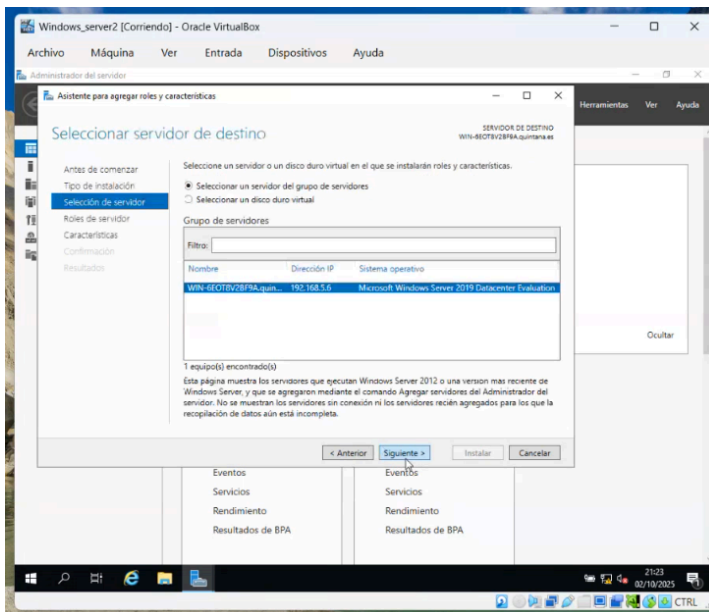 Windows_server2 [Corriendo] - Oracle VirtualBox
Archivo Máquina Ver Entrada Dispositivos Ayuda
Administrador del servidor
Herramientas Ver Ayuda
Asistente para agregar roles y características
Seleccionar servidor de destino
SERVIDOR DE DESTINO
WIN-6EOT8V2BF9A.quintana.es
Antes de comenzar
Tipo de instalación
Selección de servidor
Roles de servidor
Características
Confirmación
Resultados
Seleccione un servidor o un disco duro virtual en el que se instalarán roles y características.
Seleccionar un servidor del grupo de servidores
Seleccionar un disco duro virtual
Grupo de servidores
Filtro:
Nombre Dirección IP Sistema operativo
WIN-6EOT8V2BF9A.quin... 192.168.5.6 Microsoft Windows Server 2019 Datacenter Evaluation
1 equipo(s) encontrado(s)
Esta página muestra los servidores que ejecutan Windows Server 2012 o una version mas reciente de
Windows Server, y que se agregaron mediante el comando Agregar servidores del Administrador del
servidor. No se muestran los servidores sin conexión ni los servidores recién agregados para los que la
recopilación de datos aún está incompleta.
< Anterior Siguiente > Instalar Cancelar
Ocultar
Eventos Eventos
Servicios Servicios
Rendimiento Rendimiento
Resultados de BPA Resultados de BPA
21:23
02/10/2025
CTRL